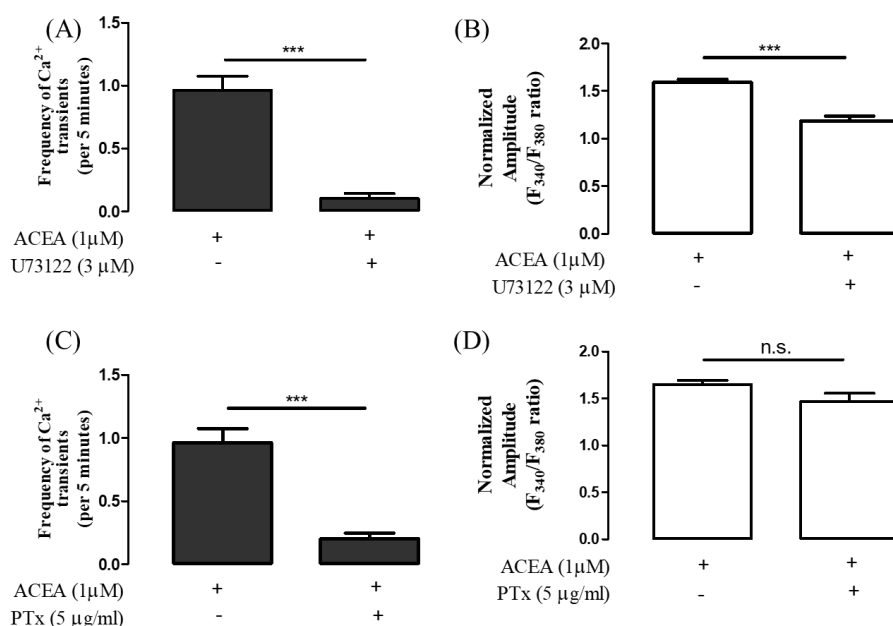 (A)
Frequency of Ca2+
transients
(per 5 minutes)
1.5
1.0
0.5
0.0
***
ACEA (1µM) + +
U73122 (3 µM) - +
(B)
Normalized
Amplitude
(F340/F380 ratio)
2.0
1.5
1.0
0.5
0.0
***
ACEA (1µM) + +
U73122 (3 µM) - +
(C)
Frequency of Ca2+
transients
(per 5 minutes)
1.5
1.0
0.5
0.0
***
ACEA (1µM) + +
PTx (5 µg/ml) - +
(D)
Normalized
Amplitude
(F340/F380 ratio)
2.0
1.5
1.0
0.5
0.0
n.s.
ACEA (1µM) + +
PTx (5 µg/ml) - +